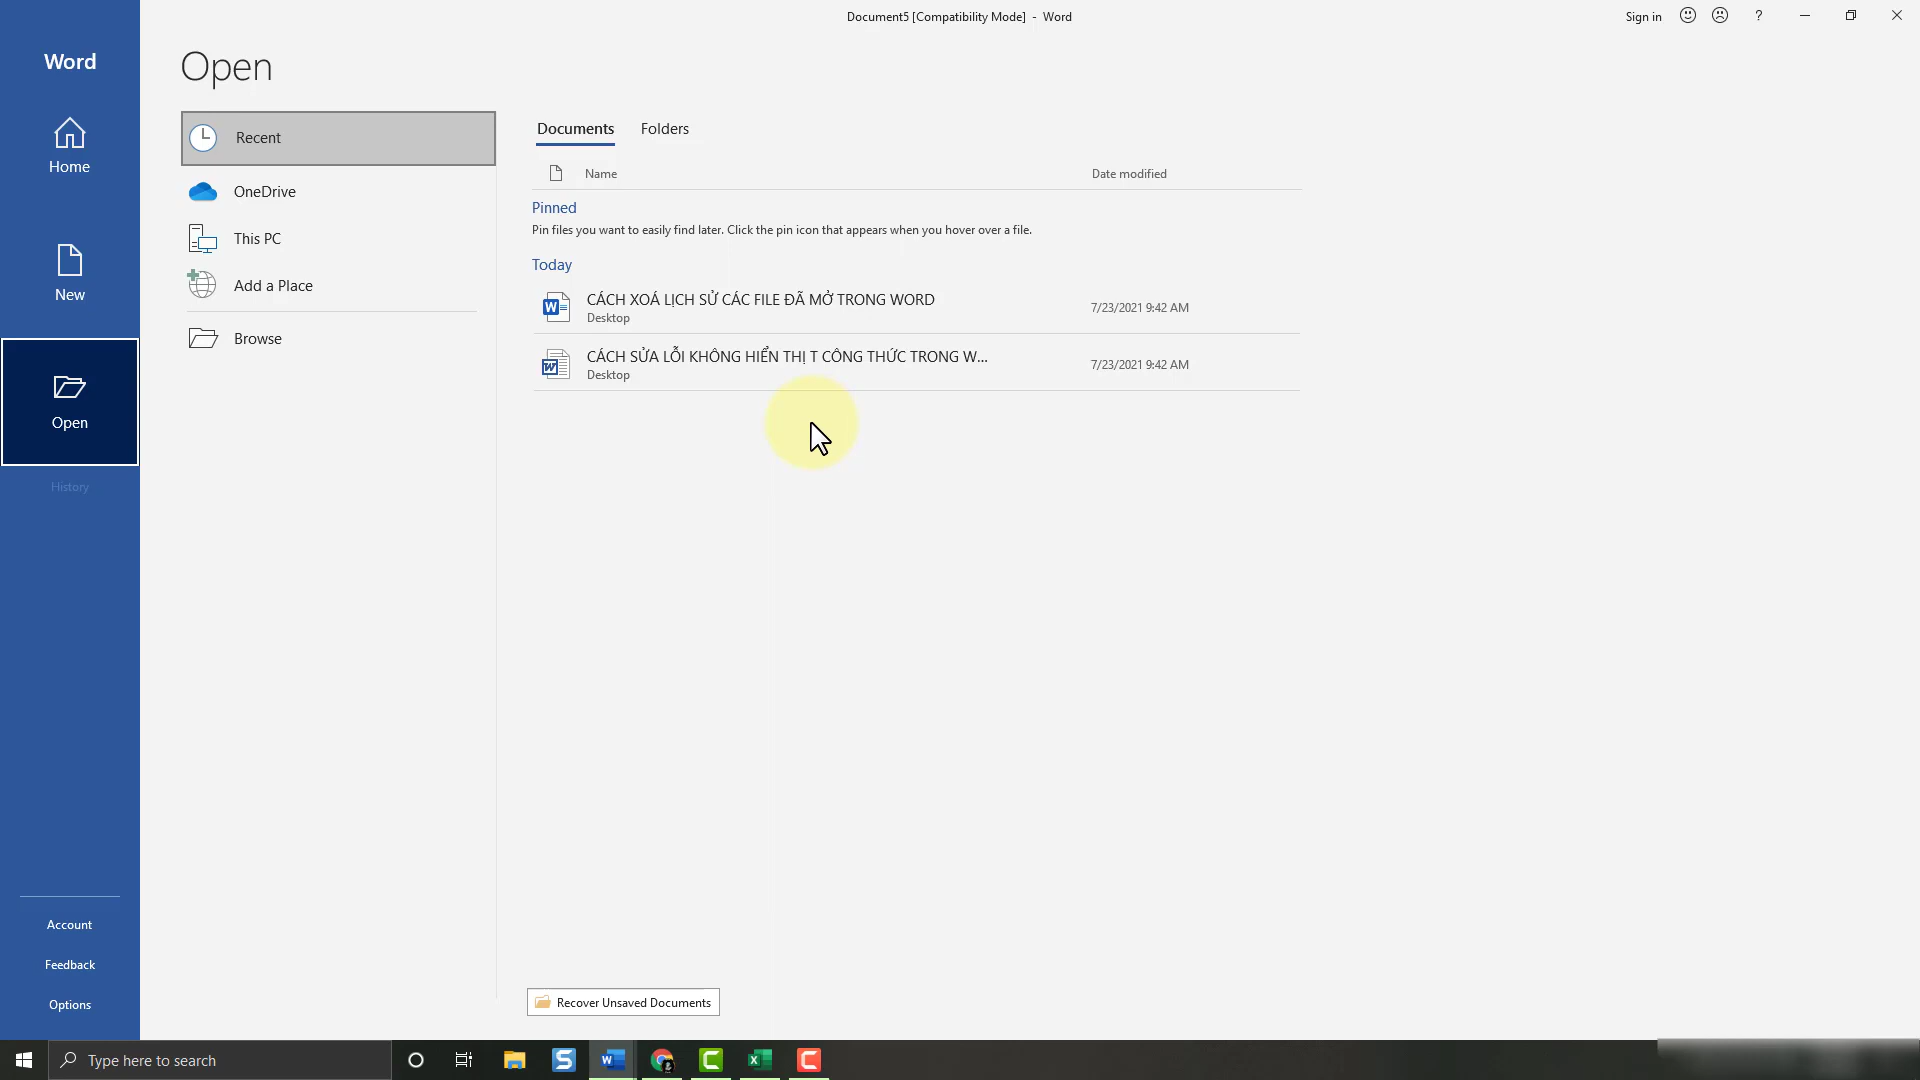 Document5 [Compatibility Mode] - Word
Sign in
?
Word
Home
New
Open
History
Account
Feedback
Options
Open
Recent
OneDrive
This PC
Add a Place
Browse
Documents Folders
Name Date modified
Pinned
Pin files you want to easily find later. Click the pin icon that appears when you hover over a file.
Today
CÁCH XOÁ LỊCH SỬ CÁC FILE ĐÃ MỞ TRONG WORD
Desktop
7/23/2021 9:42 AM
CÁCH SỬA LỖI KHÔNG HIỂN THỊ T CÔNG THỨC TRONG W...
Desktop
7/23/2021 9:42 AM
Recover Unsaved Documents
Type here to search